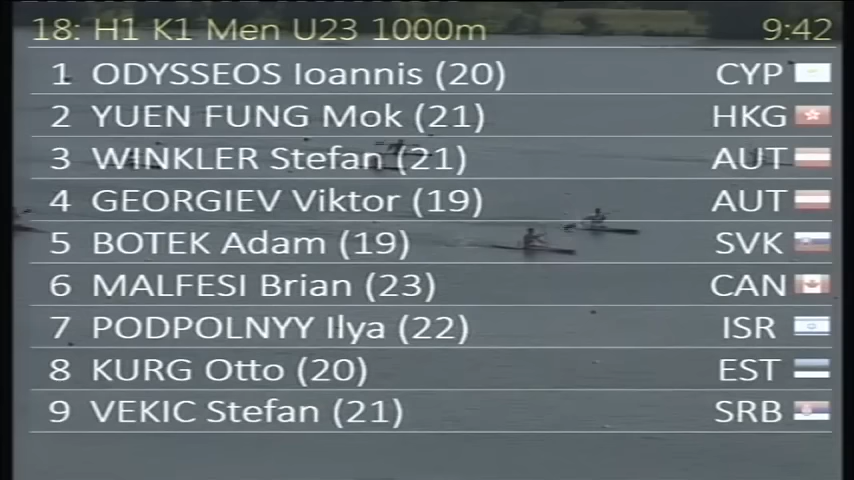 18: H1 K1 Men U23 1000m 9:42
1 ODYSSEOS Ioannis (20) CYP
2 YUEN FUNG Mok (21) HKG
3 WINKLER Stefan (21) AUT
4 GEORGIEV Viktor (19) AUT
5 BOTEK Adam (19) SVK
6 MALFESI Brian (23) CAN
7 PODPOLNYY Ilya (22) ISR
8 KURG Otto (20) EST
9 VEKIC Stefan (21) SRB